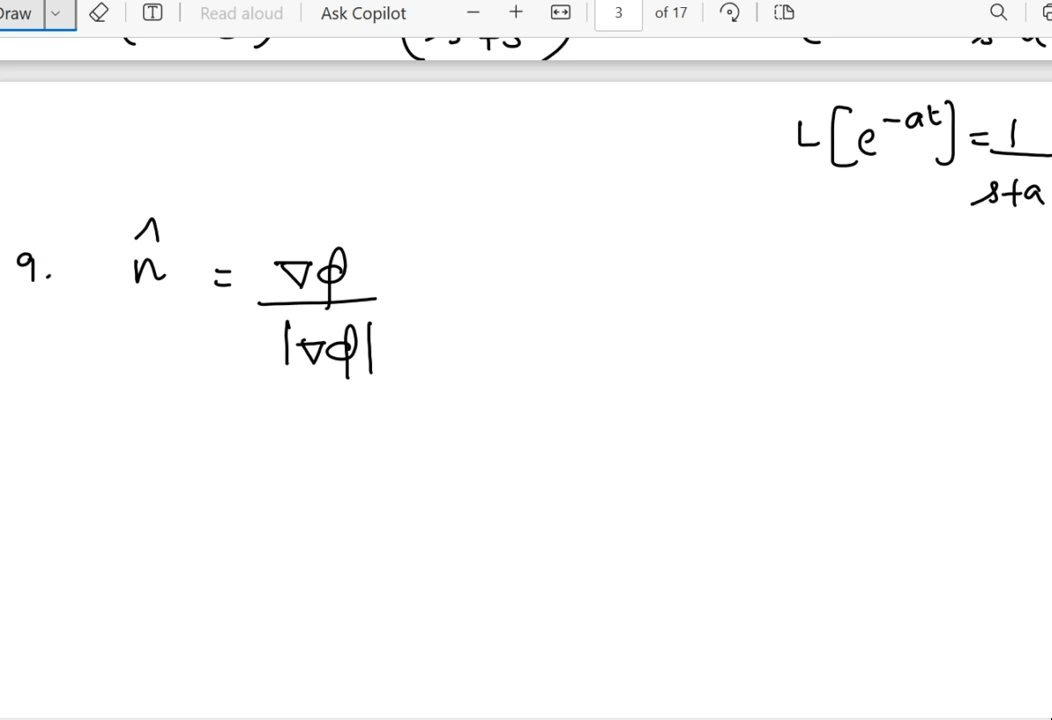 Draw Read aloud Ask Copilot 3 of 17
L[e^{-at}] = 1/(s+a)
9. n̂ = ∇φ/|∇φ|